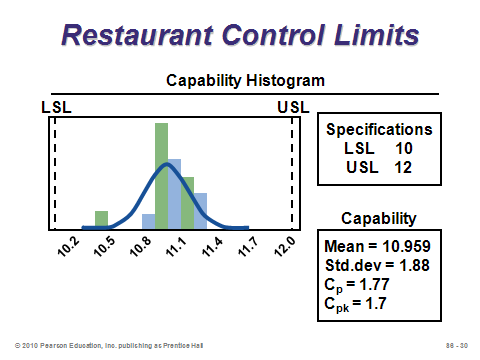 Restaurant Control Limits
Capability Histogram
LSL USL
Specifications
LSL 10
USL 12
Capability
Mean = 10.959
Std.dev = 1.88
Cp = 1.77
Cpk = 1.7
10.2 10.5 10.8 11.1 11.4 11.7 12.0
© 2010 Pearson Education, Inc. publishing as Prentice Hall S6 - 30